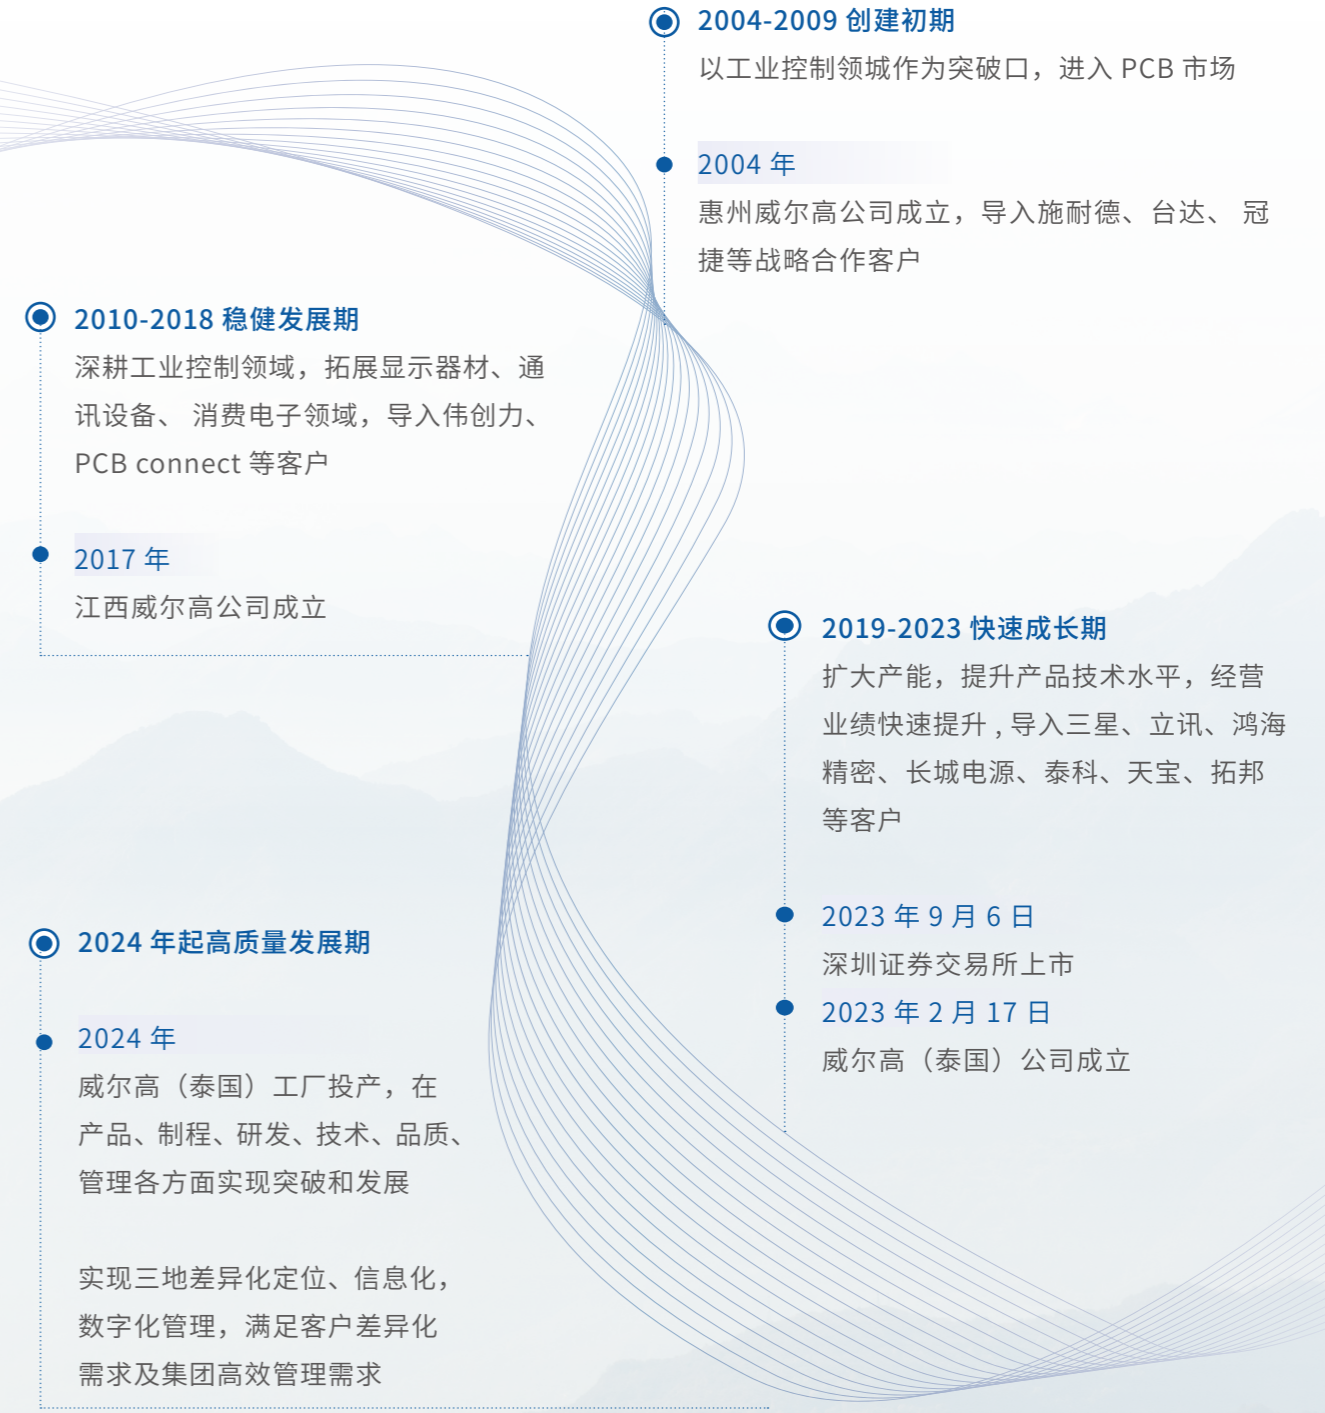 2004-2009 创建初期
以工业控制领城作为突破口，进入 PCB 市场
2004 年
惠州威尔高公司成立，导入施耐德、台达、 冠
捷等战略合作客户
2010-2018 稳健发展期
深耕工业控制领域，拓展显示器材、通
讯设备、 消费电子领域，导入伟创力、
PCB connect 等客户
2017 年
江西威尔高公司成立
2019-2023 快速成长期
扩大产能，提升产品技术水平，经营
业绩快速提升 , 导入三星、立讯、鸿海
精密、长城电源、泰科、天宝、拓邦
等客户
2023 年 9 月 6 日
深圳证券交易所上市
2023 年 2 月 17 日
威尔高（泰国）公司成立
2024 年起高质量发展期
2024 年
威尔高（泰国）工厂投产，在
产品、制程、研发、技术、品质、
管理各方面实现突破和发展
实现三地差异化定位、信息化，
数字化管理，满足客户差异化
需求及集团高效管理需求